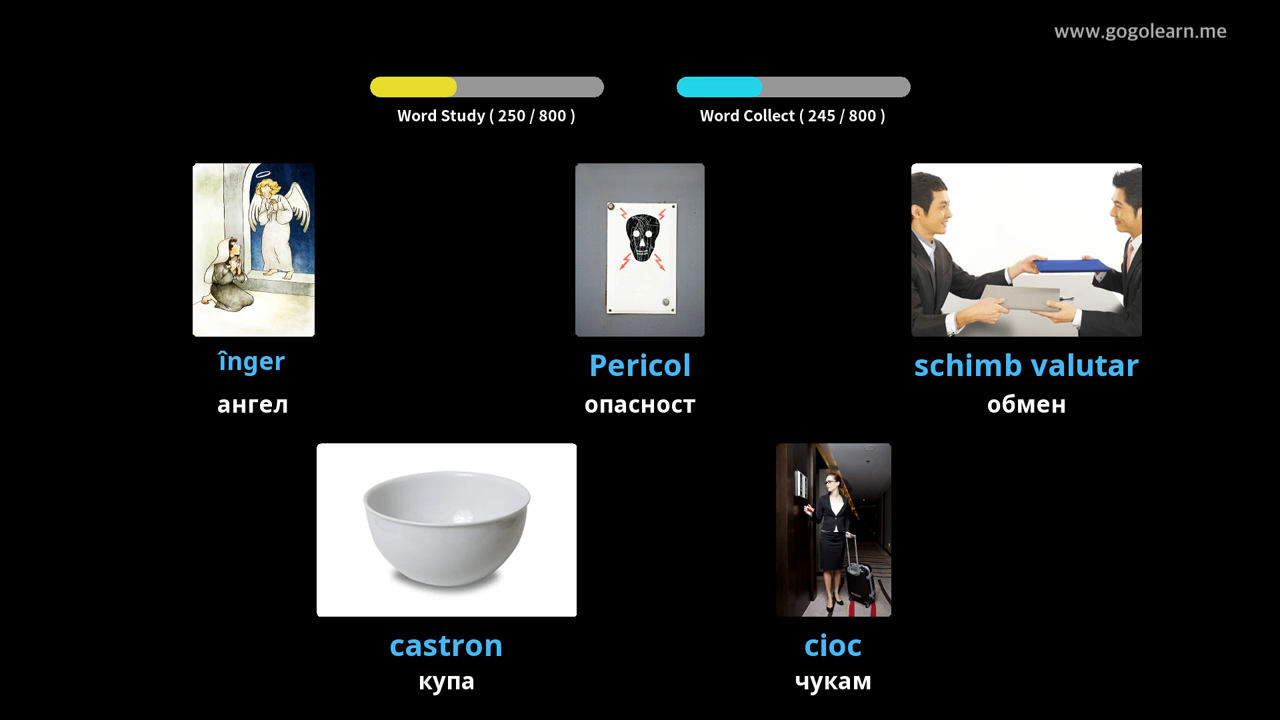 www.gogolearn.me
Word Study ( 250 / 800 )
Word Collect ( 245 / 800 )
înger
ангел
Pericol
опасност
schimb valutar
обмен
castron
купа
cioc
чукам